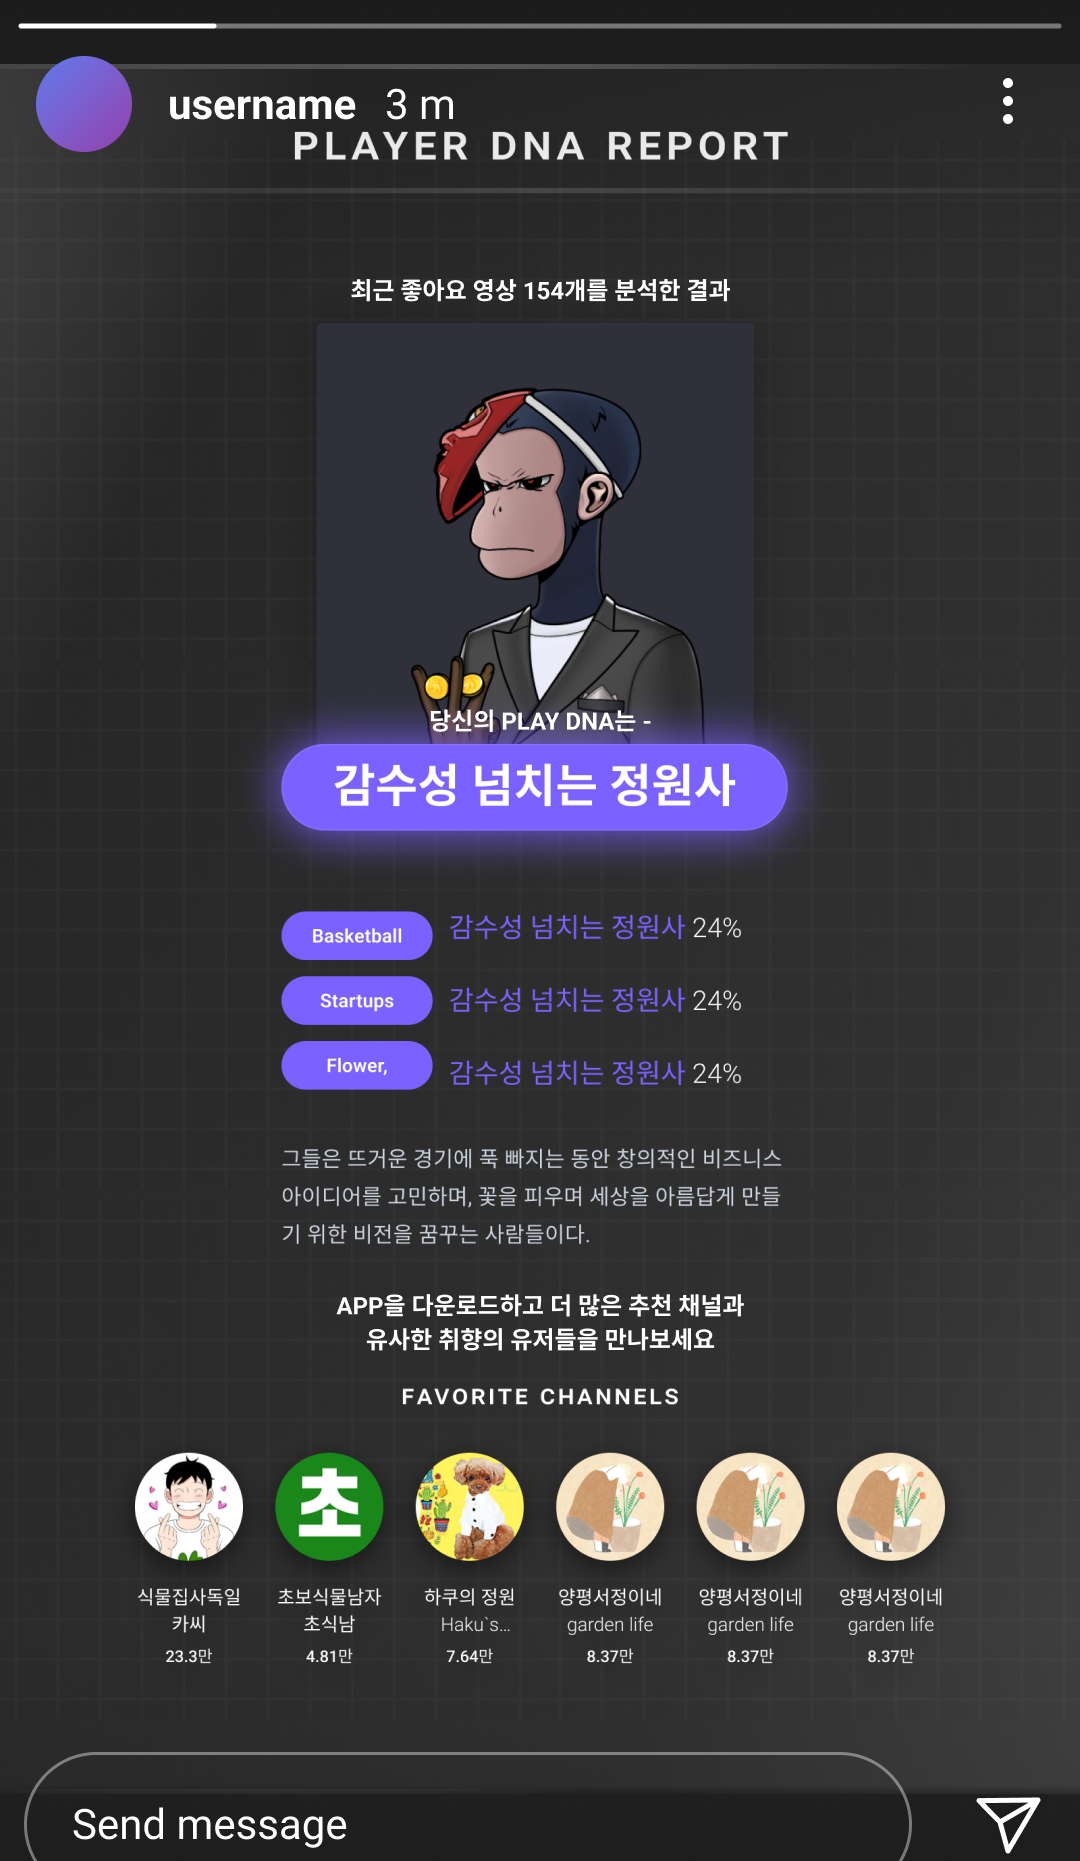 username 3 m
PLAYER DNA REPORT
최근 좋아요 영상 154개를 분석한 결과
당신의 PLAY DNA는 -
감수성 넘치는 정원사
Basketball 감수성 넘치는 정원사 24%
Startups 감수성 넘치는 정원사 24%
Flower, 감수성 넘치는 정원사 24%
그들은 뜨거운 경기에 푹 빠지는 동안 창의적인 비즈니스
아이디어를 고민하며, 꽃을 피우며 세상을 아름답게 만들
기 위한 비전을 꿈꾸는 사람들이다.
APP을 다운로드하고 더 많은 추천 채널과
유사한 취향의 유저들을 만나보세요
FAVORITE CHANNELS
초
식물집사독일 초보식물남자 하쿠의 정원 양평서정이네 양평서정이네 양평서정이네
카씨 초식남 Haku`s... garden life garden life garden life
23.3만 4.81만 7.64만 8.37만 8.37만 8.37만
Send message